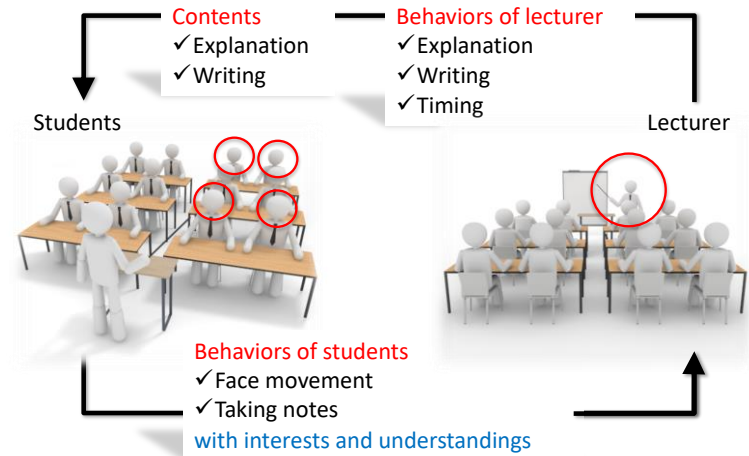 Contents
✓Explanation
✓Writing
Behaviors of lecturer
✓Explanation
✓Writing
✓Timing
Students
Lecturer
Behaviors of students
✓Face movement
✓Taking notes
with interests and understandings